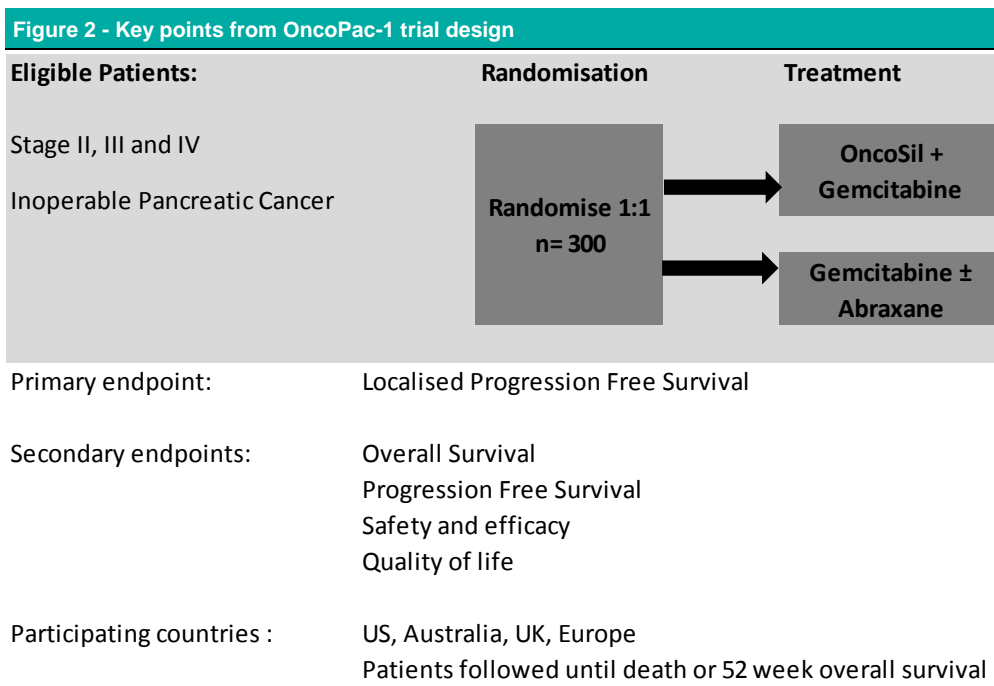 Figure 2 - Key points from OncoPac-1 trial design
Eligible Patients: Randomisation Treatment
Stage II, III and IV
Inoperable Pancreatic Cancer
Randomise 1:1
n= 300
OncoSil +
Gemcitabine
Gemcitabine ±
Abraxane
Primary endpoint: Localised Progression Free Survival
Secondary endpoints: Overall Survival
Progression Free Survival
Safety and efficacy
Quality of life
Participating countries : US, Australia, UK, Europe
Patients followed until death or 52 week overall survival